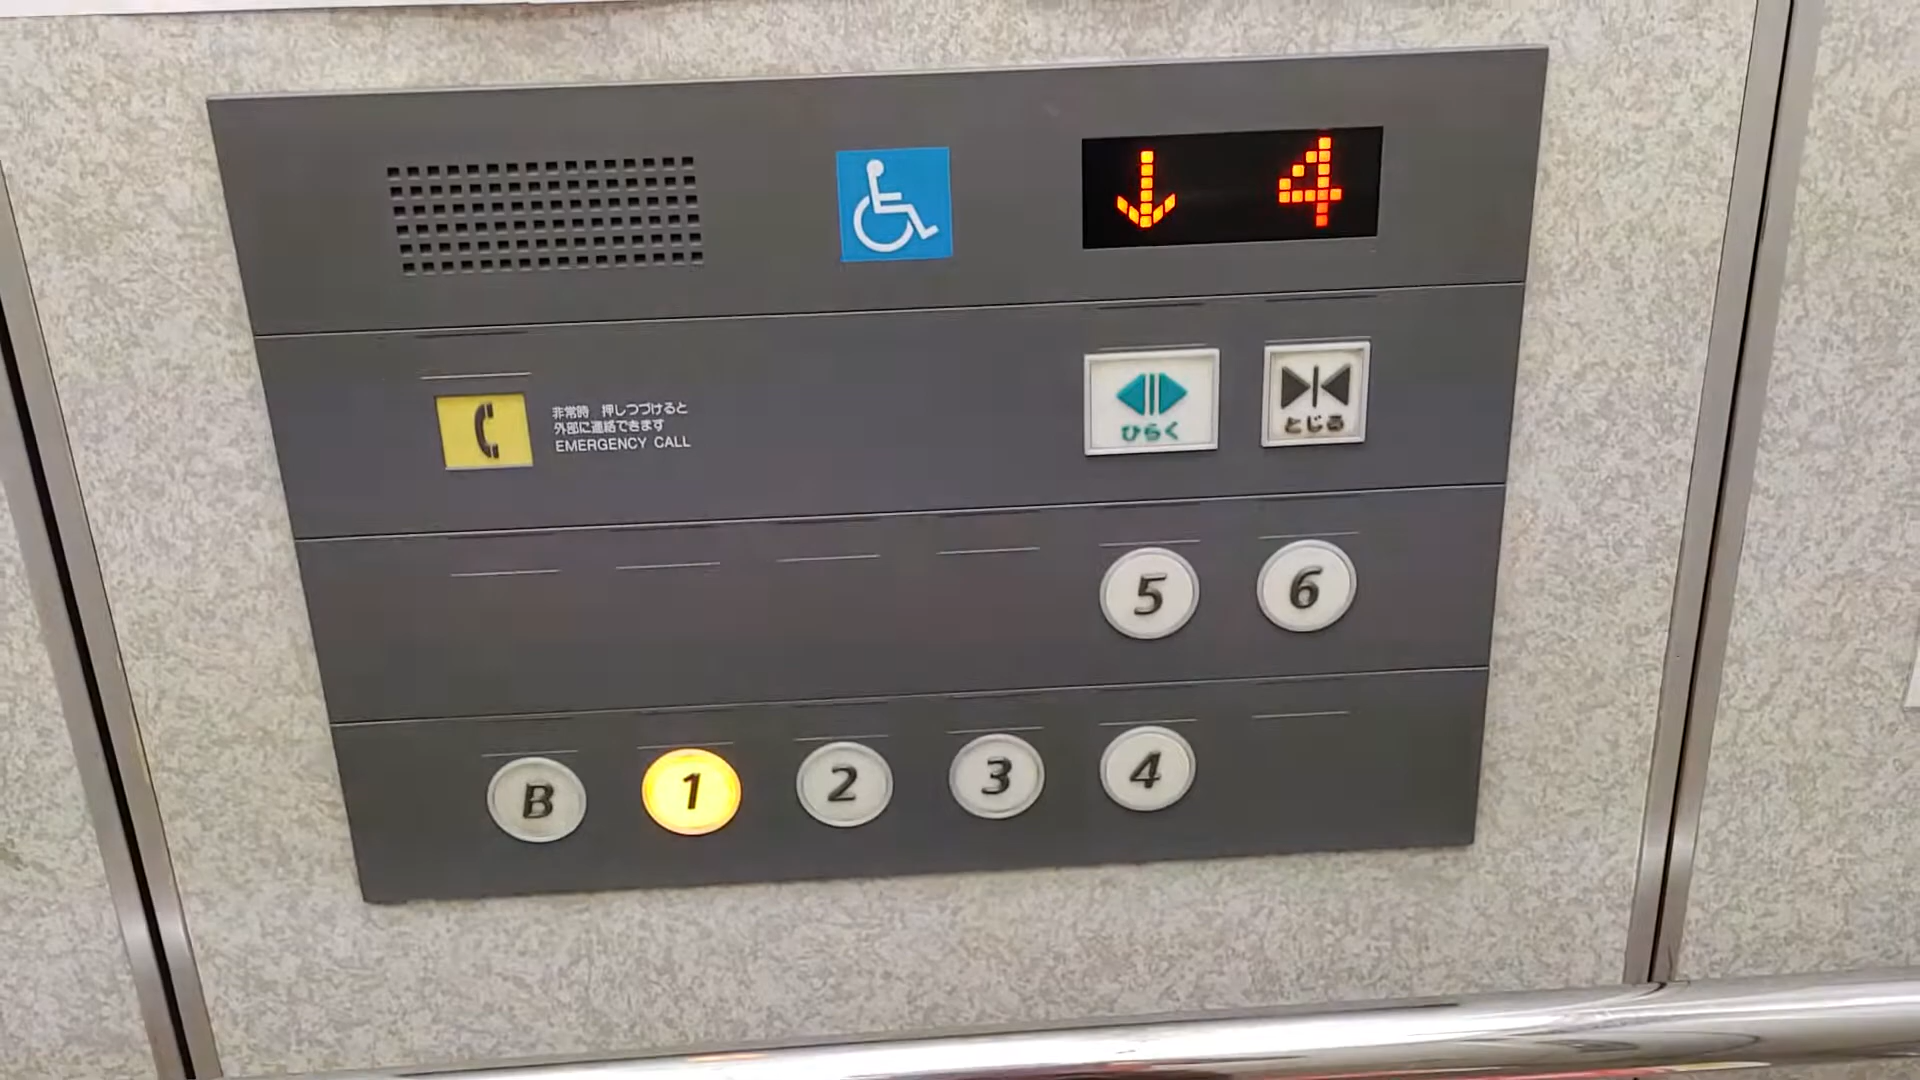 ↓ 4
非常時 押しつづけると
外部に連絡できます
EMERGENCY CALL
ひらく
とじる
5 6
B 1 2 3 4